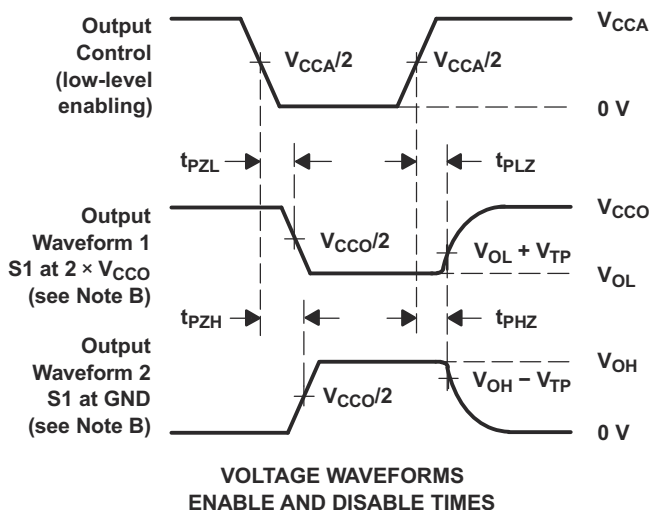 Output
Control
(low-level
enabling)
VCCA/2
VCCA/2
VCCA
0 V
tPZL
tPLZ
Output
Waveform 1
S1 at 2 × VCCO
(see Note B)
VCCO/2
VCCO
VOL + VTP
VOL
tPZH
tPHZ
Output
Waveform 2
S1 at GND
(see Note B)
VCCO/2
VOH
VOH − VTP
0 V
VOLTAGE WAVEFORMS
ENABLE AND DISABLE TIMES